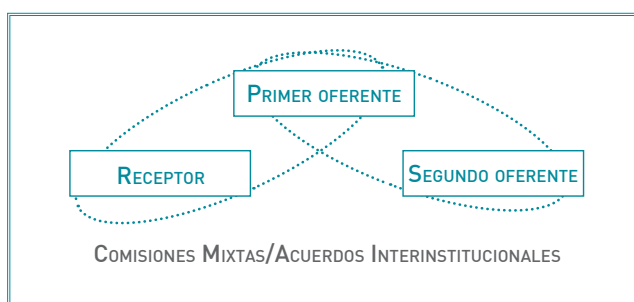 Primer oferente
Receptor
Segundo oferente
Comisiones Mixtas/Acuerdos Interinstitucionales